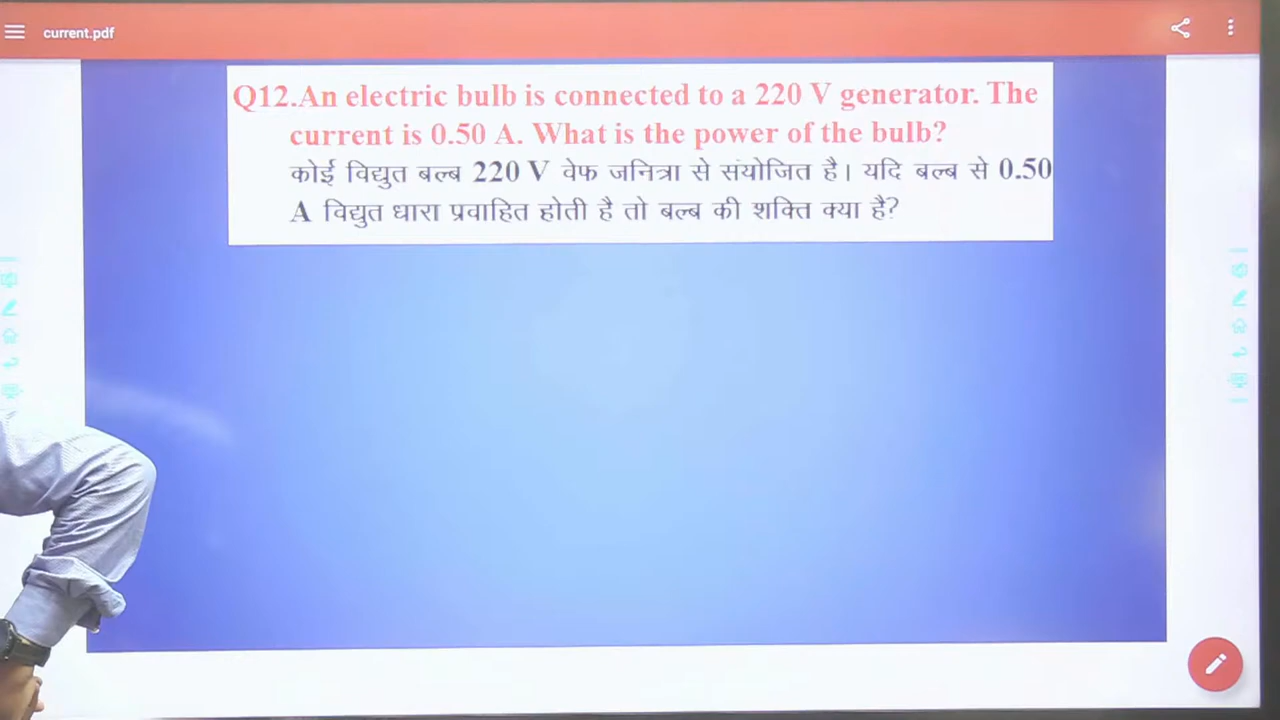 current.pdf
Q12.An electric bulb is connected to a 220 V generator. The
current is 0.50 A. What is the power of the bulb?
कोई विद्युत बल्ब 220 V वेफ जनित्रा से संयोजित है। यदि बल्ब से 0.50
A विद्युत धारा प्रवाहित होती है तो बल्ब की शक्ति क्या है?